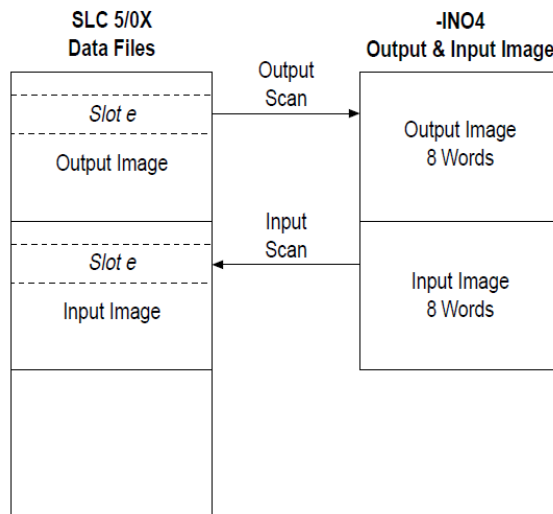 SLC 5/0X
Data Files
-INO4
Output & Input Image
Slot e
Output Image
Output
Scan
Output Image
8 Words
Slot e
Input Image
Input
Scan
Input Image
8 Words